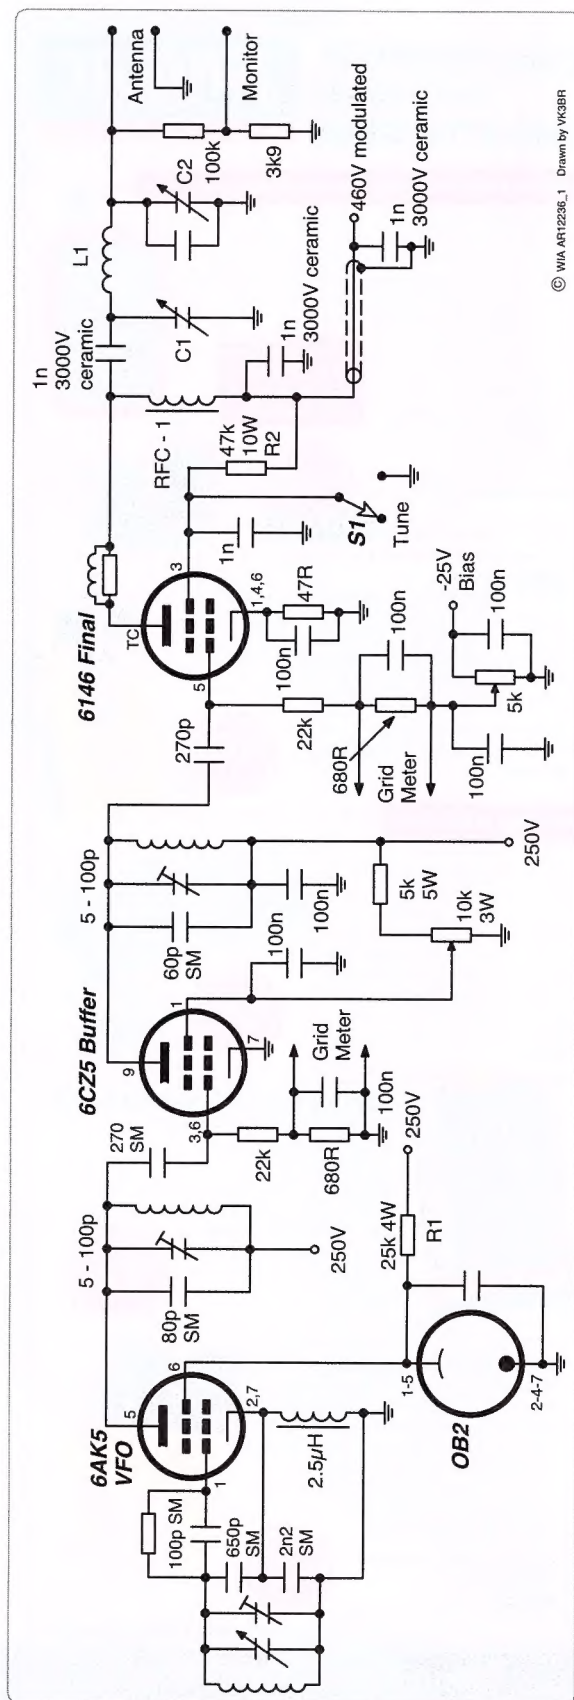 6AK5
VFO
5
6
1
2,7
100p SM
650p
SM
2n2
SM
2.5µH
5 - 100p
80p
SM
250V
270
SM
OB2
1-5
2-4-7
25k 4W
R1
250V
6CZ5 Buffer
9
1
3,6
7
22k
680R
Grid
Meter
100n
5 - 100p
60p
SM
100n
100n
5k
5W
10k
3W
250V
270p
6146 Final
TC
3
5
1,4,6
100n
47R
22k
680R
Grid
Meter
100n
100n
-25V
Bias
100n
5k
1n
S1
Tune
47k
10W
R2
RFC - 1
1n
3000V
ceramic
1n
3000V ceramic
C1
L1
C2
100k
3k9
Antenna
Monitor
460V modulated
1n
3000V ceramic
© WIA AR12236_1 Drawn by VK3BR